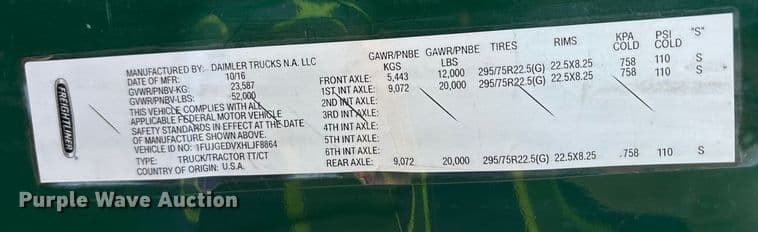 FREIGHTLINER
MANUFACTURED BY: DAIMLER TRUCKS N.A. LLC
DATE OF MFR: 10/16
GVWR/PNBV-KG: 23,587
GVWR/PNBV-LBS: 52,000
THIS VEHICLE COMPLIES WITH ALL
APPLICABLE FEDERAL MOTOR VEHICLE
SAFETY STANDARDS IN EFFECT AT THE DATE
OF MANUFACTURE SHOWN ABOVE.
VEHICLE ID NO: 1FUJGEDVXHLJF8864
TYPE: TRUCK/TRACTOR TT/CT
COUNTRY OF ORIGIN: U.S.A.
GAWR/PNBE GAWR/PNBE TIRES RIMS KPA PSI "S"
KGS LBS COLD COLD
FRONT AXLE: 5,443 12,000 295/75R22.5(G) 22.5X8.25 758 110 S
1ST INT AXLE: 9,072 20,000 295/75R22.5(G) 22.5X8.25 758 110 S
2ND INT AXLE:
3RD INT AXLE:
4TH INT AXLE:
5TH INT AXLE:
6TH INT AXLE:
REAR AXLE: 9,072 20,000 295/75R22.5(G) 22.5X8.25 758 110 S
Purple Wave Auction